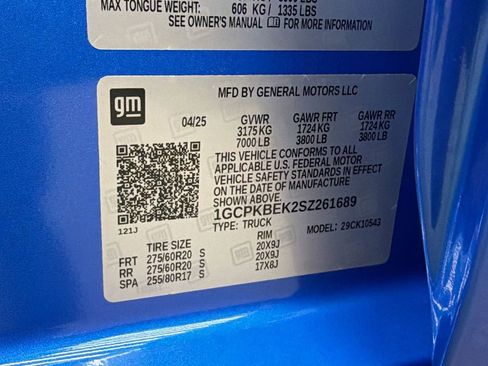 MAX TONGUE WEIGHT: 606 KG / 1335 LBS
SEE OWNER'S MANUAL
gm
MFD BY GENERAL MOTORS LLC
04/25 GVWR GAWR FRT GAWR RR
3175 KG 1724 KG 1724 KG
7000 LB 3800 LB 3800 LB
THIS VEHICLE CONFORMS TO ALL
APPLICABLE U.S. FEDERAL MOTOR
VEHICLE SAFETY STANDARDS IN EFFECT
ON THE DATE OF MANUFACTURE
SHOWN ABOVE.
1GCPKBEK2SZ261689
TYPE: TRUCK MODEL: 29CK10543
121J
TIRE SIZE RIM
FRT 275/60R20 S 20X9J
RR 275/60R20 S 20X9J
SPA 255/80R17 S 17X8J